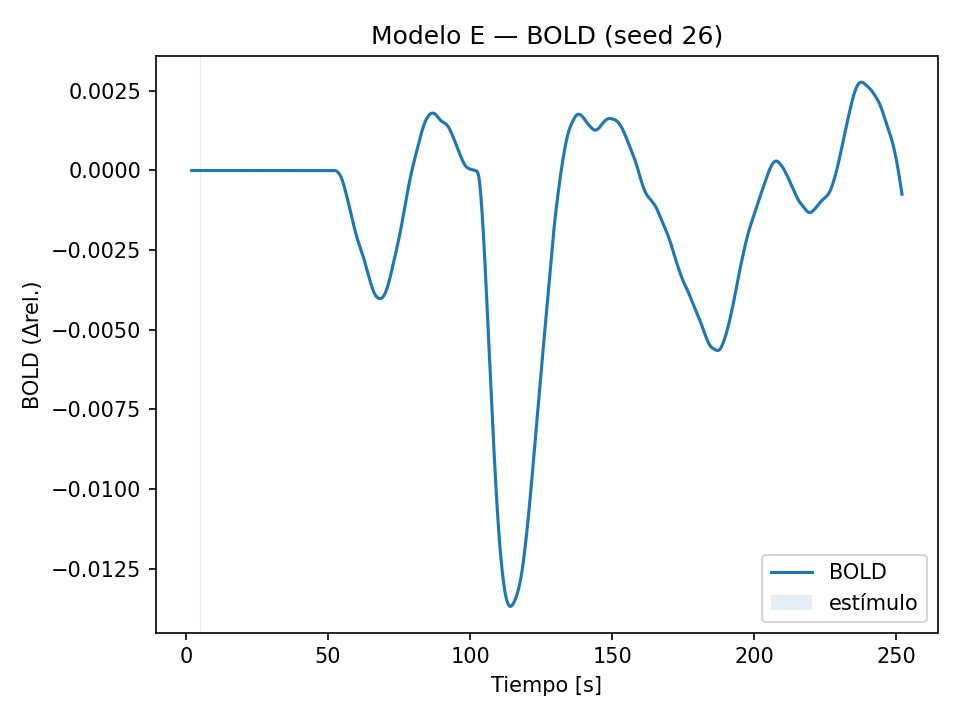 Modelo E — BOLD (seed 26)
BOLD (Δrel.)
0.0025
0.0000
−0.0025
−0.0050
−0.0075
−0.0100
−0.0125
BOLD
estímulo
0 50 100 150 200 250
Tiempo [s]